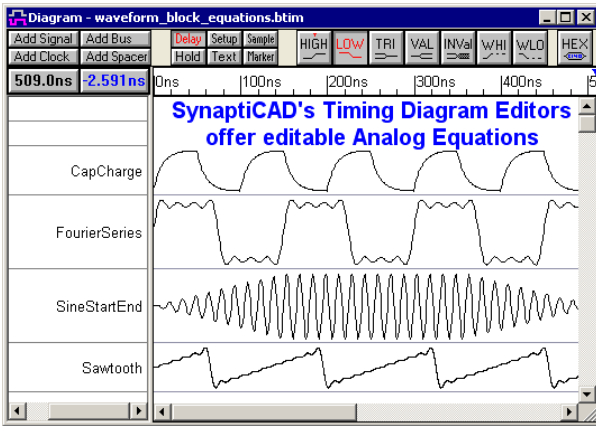 Diagram - waveform_block_equations.btim
Add Signal Add Bus Delay Setup Sample HIGH LOW TRI VAL INVal WHI WLO HEX
Add Clock Add Spacer Hold Text Marker
509.0ns -2.591ns 0ns 100ns 200ns 300ns 400ns 5
SynaptiCAD's Timing Diagram Editors
offer editable Analog Equations
CapCharge
FourierSeries
SineStartEnd
Sawtooth